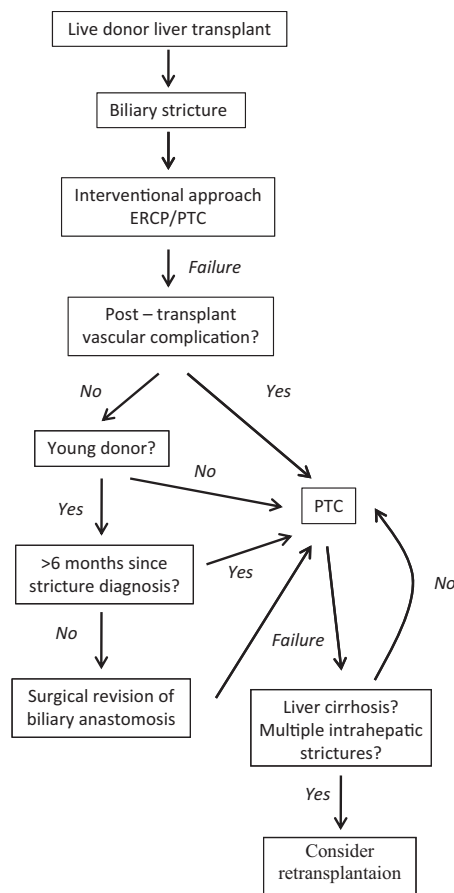 Live donor liver transplant
Biliary stricture
Interventional approach
ERCP/PTC
Failure
Post – transplant
vascular complication?
No
Yes
Young donor?
No
PTC
Yes
>6 months since
stricture diagnosis?
Yes
No
No
Failure
Surgical revision of
biliary anastomosis
Liver cirrhosis?
Multiple intrahepatic
strictures?
Yes
Consider
retransplantaion